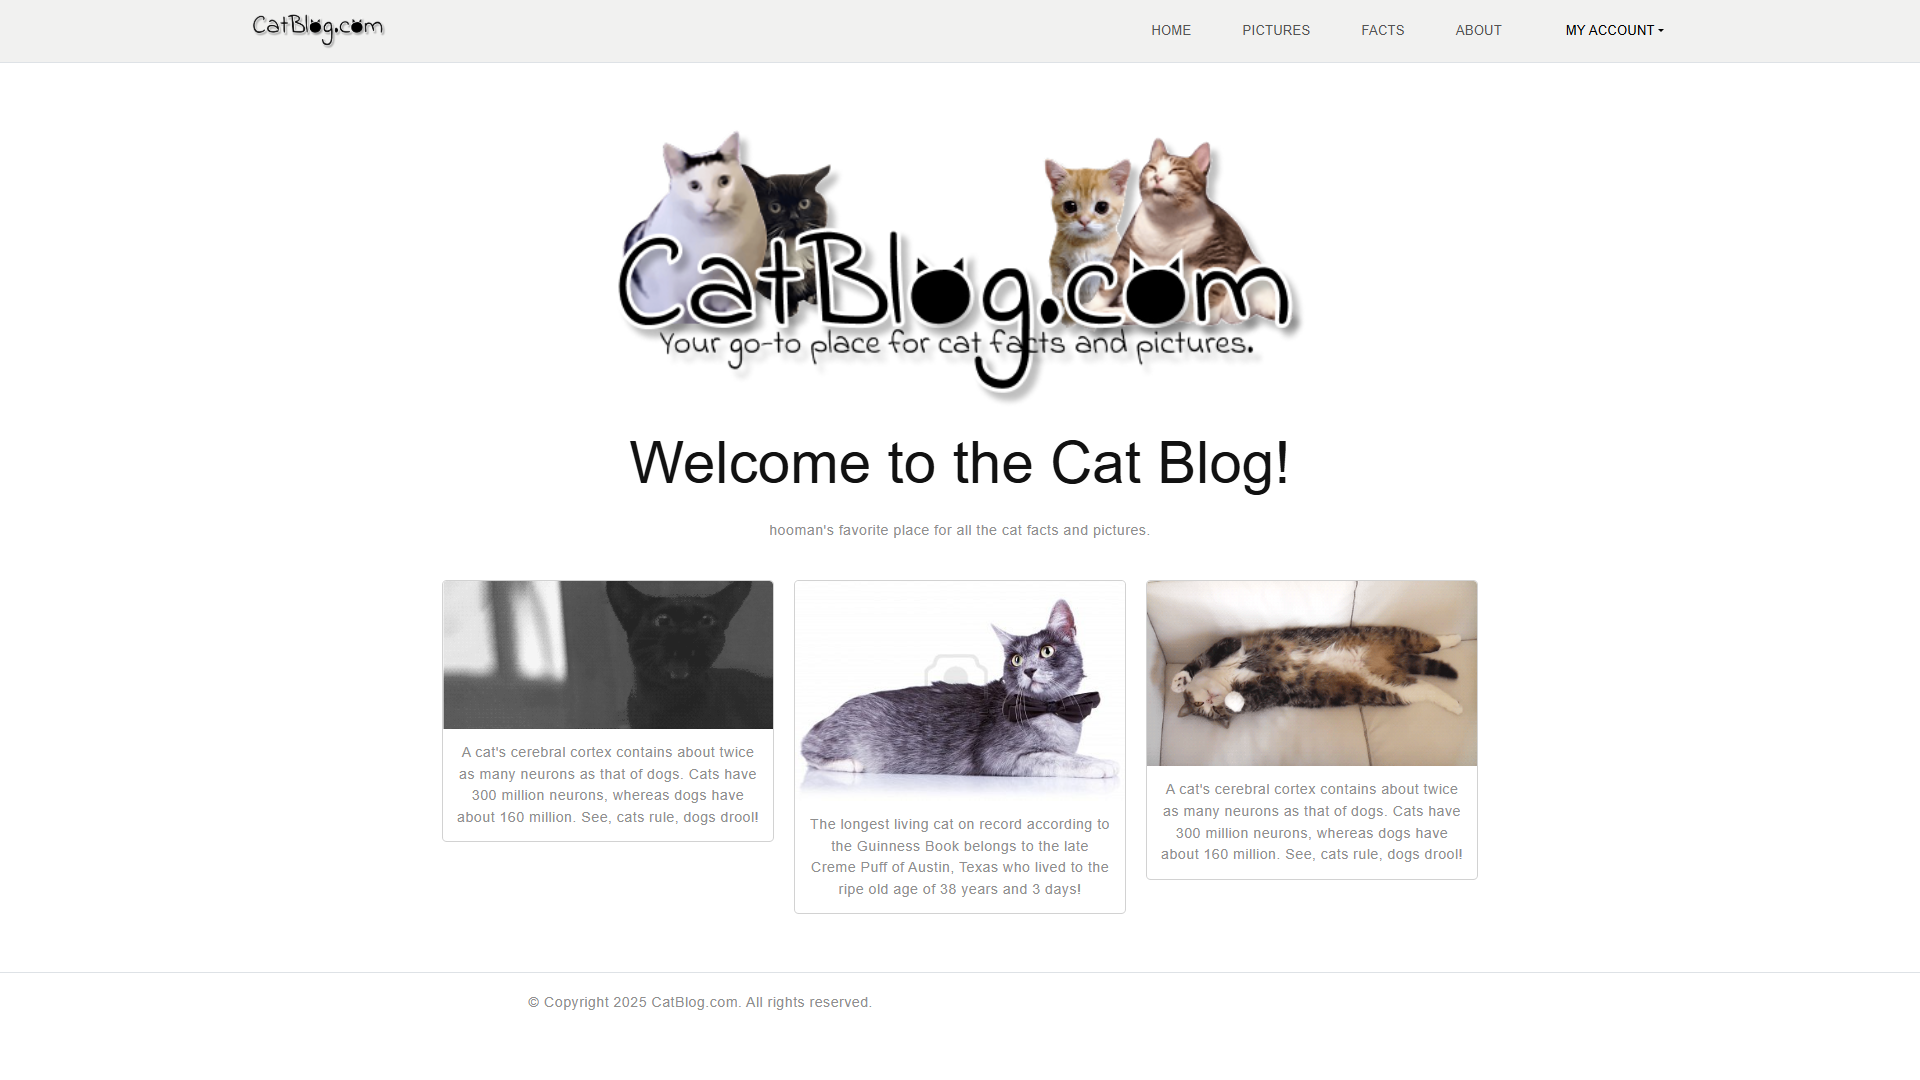 CatBlog.com
HOME
PICTURES
FACTS
ABOUT
MY ACCOUNT
CatBlog.com
Your go-to place for cat facts and pictures.
Welcome to the Cat Blog!
hooman's favorite place for all the cat facts and pictures.
A cat's cerebral cortex contains about twice
as many neurons as that of dogs. Cats have
300 million neurons, whereas dogs have
about 160 million. See, cats rule, dogs drool!
The longest living cat on record according to
the Guinness Book belongs to the late
Creme Puff of Austin, Texas who lived to the
ripe old age of 38 years and 3 days!
A cat's cerebral cortex contains about twice
as many neurons as that of dogs. Cats have
300 million neurons, whereas dogs have
about 160 million. See, cats rule, dogs drool!
© Copyright 2025 CatBlog.com. All rights reserved.